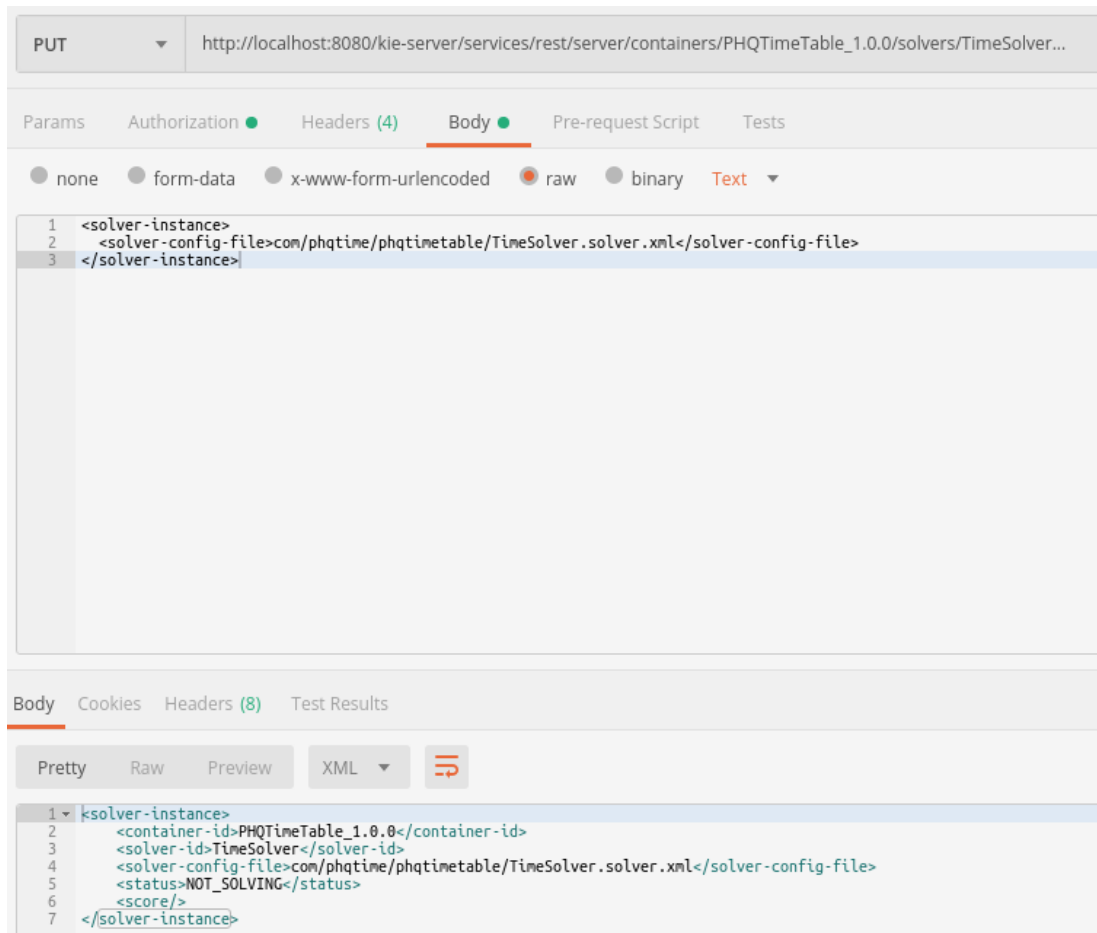 PUT http://localhost:8080/kie-server/services/rest/server/containers/PHQTimeTable_1.0.0/solvers/TimeSolver...
Params Authorization Headers (4) Body Pre-request Script Tests
none form-data x-www-form-urlencoded raw binary Text
1 <solver-instance>
2   <solver-config-file>com/phqtime/phqtimetable/TimeSolver.solver.xml</solver-config-file>
3 </solver-instance>
Body Cookies Headers (8) Test Results
Pretty Raw Preview XML
1 <solver-instance>
2     <container-id>PHQTimeTable_1.0.0</container-id>
3     <solver-id>TimeSolver</solver-id>
4     <solver-config-file>com/phqtime/phqtimetable/TimeSolver.solver.xml</solver-config-file>
5     <status>NOT_SOLVING</status>
6     <score/>
7 </solver-instance>